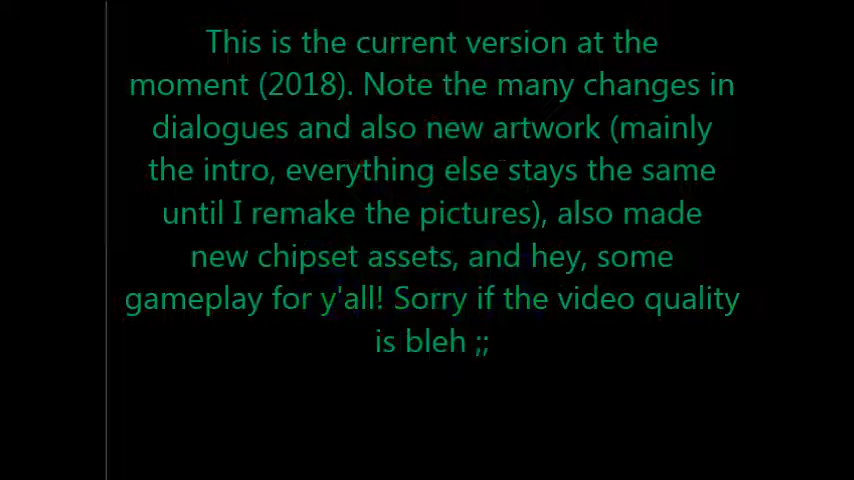 This is the current version at the
moment (2018). Note the many changes in
dialogues and also new artwork (mainly
the intro, everything else stays the same
until I remake the pictures), also made
new chipset assets, and hey, some
gameplay for y'all! Sorry if the video quality
is bleh ;;